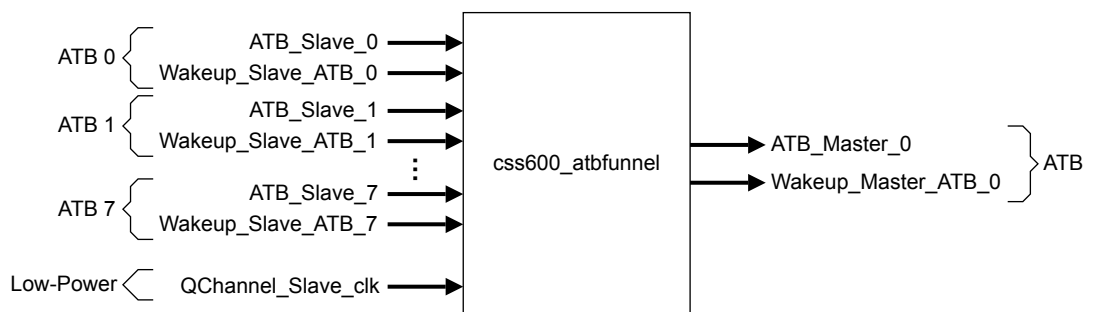 ATB 0
ATB_Slave_0
Wakeup_Slave_ATB_0
ATB 1
ATB_Slave_1
Wakeup_Slave_ATB_1
ATB 7
ATB_Slave_7
Wakeup_Slave_ATB_7
Low-Power
QChannel_Slave_clk
css600_atbfunnel
ATB_Master_0
Wakeup_Master_ATB_0
ATB